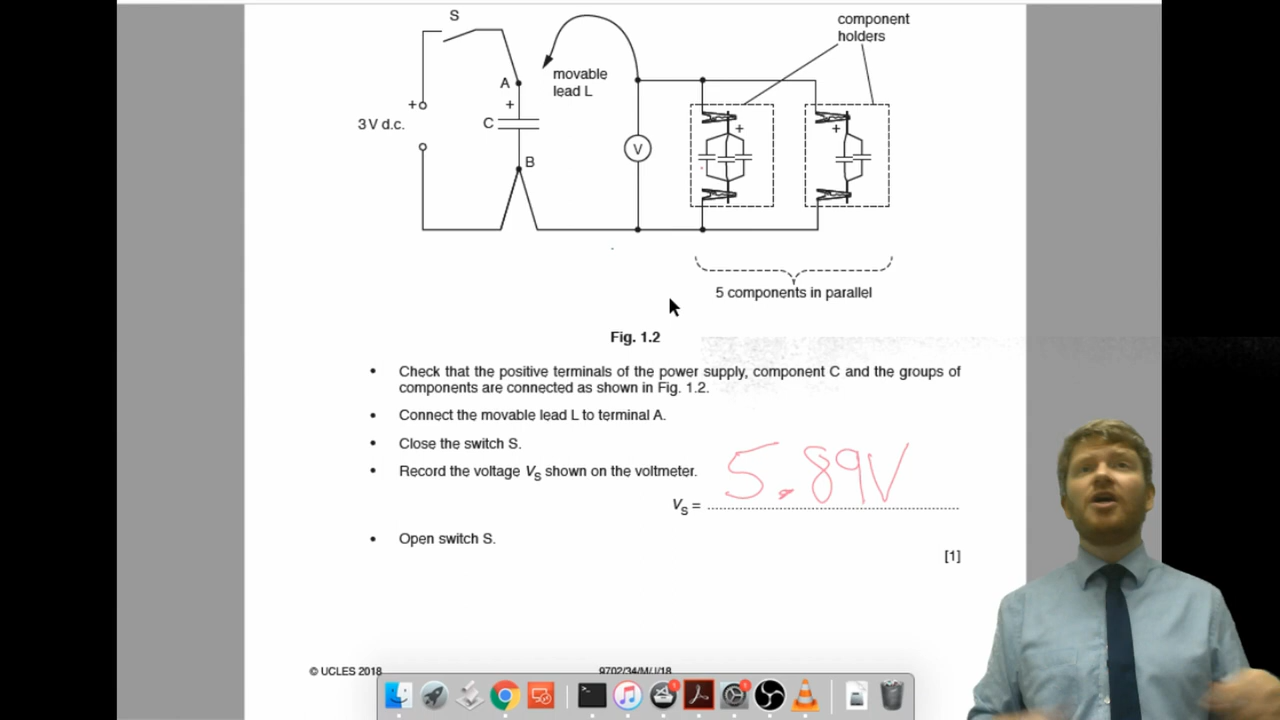 S
component
holders
A
movable
lead L
+
+
3 V d.c.
C
+
+
V
B
5 components in parallel
Fig. 1.2
• Check that the positive terminals of the power supply, component C and the groups of
components are connected as shown in Fig. 1.2.
• Connect the movable lead L to terminal A.
• Close the switch S.
• Record the voltage VS shown on the voltmeter.
5.89V
VS = ..........................................................
• Open switch S.
[1]
© UCLES 2018
9702/34/M/J/18